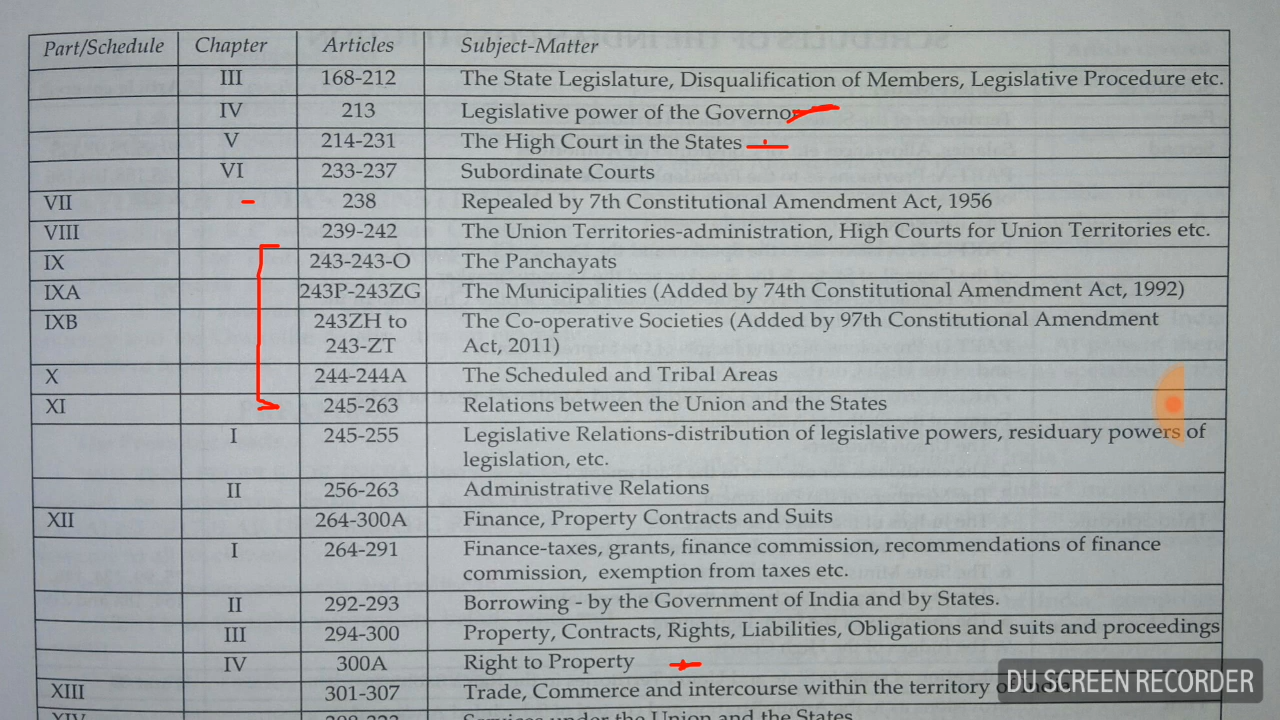 Part/Schedule Chapter Articles Subject-Matter
III 168-212 The State Legislature, Disqualification of Members, Legislative Procedure etc.
IV 213 Legislative power of the Governo
V 214-231 The High Court in the States
VI 233-237 Subordinate Courts
VII 238 Repealed by 7th Constitutional Amendment Act, 1956
VIII 239-242 The Union Territories-administration, High Courts for Union Territories etc.
IX 243-243-O The Panchayats
IXA 243P-243ZG The Municipalities (Added by 74th Constitutional Amendment Act, 1992)
IXB 243ZH to The Co-operative Societies (Added by 97th Constitutional Amendment
243-ZT Act, 2011)
X 244-244A The Scheduled and Tribal Areas
XI 245-263 Relations between the Union and the States
I 245-255 Legislative Relations-distribution of legislative powers, residuary powers of
legislation, etc.
II 256-263 Administrative Relations
XII 264-300A Finance, Property Contracts and Suits
I 264-291 Finance-taxes, grants, finance commission, recommendations of finance
commission, exemption from taxes etc.
II 292-293 Borrowing - by the Government of India and by States.
III 294-300 Property, Contracts, Rights, Liabilities, Obligations and suits and proceedings
IV 300A Right to Property
XIII 301-307 Trade, Commerce and intercourse within the territory
DU SCREEN RECORDER
XIV Services under the Union and the States